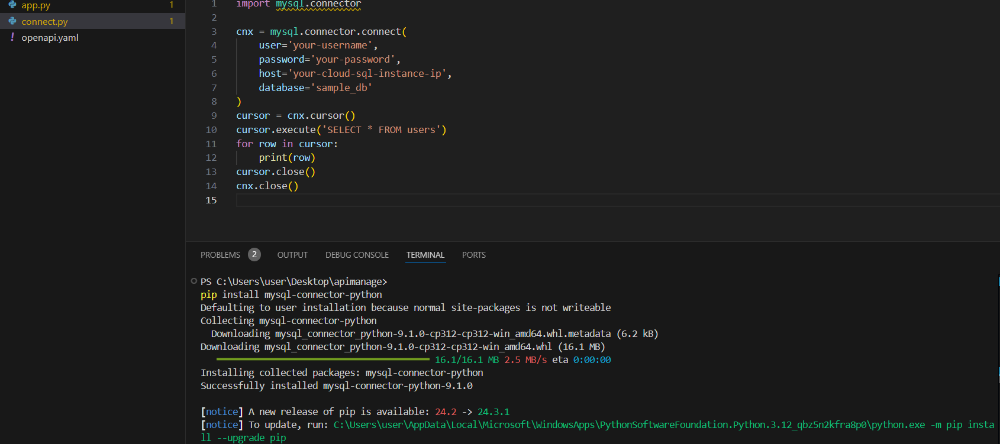 app.py 1
connect.py 1
! openapi.yaml
1 import mysql.connector
2
3 cnx = mysql.connector.connect(
4     user='your-username',
5     password='your-password',
6     host='your-cloud-sql-instance-ip',
7     database='sample_db'
8 )
9 cursor = cnx.cursor()
10 cursor.execute('SELECT * FROM users')
11 for row in cursor:
12     print(row)
13 cursor.close()
14 cnx.close()
15
PROBLEMS 2 OUTPUT DEBUG CONSOLE TERMINAL PORTS
PS C:\Users\user\Desktop\apimanage>
pip install mysql-connector-python
Defaulting to user installation because normal site-packages is not writeable
Collecting mysql-connector-python
  Downloading mysql_connector_python-9.1.0-cp312-cp312-win_amd64.whl.metadata (6.2 kB)
Downloading mysql_connector_python-9.1.0-cp312-cp312-win_amd64.whl (16.1 MB)
16.1/16.1 MB 2.5 MB/s eta 0:00:00
Installing collected packages: mysql-connector-python
Successfully installed mysql-connector-python-9.1.0
[notice] A new release of pip is available: 24.2 -> 24.3.1
[notice] To update, run: C:\Users\user\AppData\Local\Microsoft\WindowsApps\PythonSoftwareFoundation.Python.3.12_qbz5n2kfra8p0\python.exe -m pip insta
ll --upgrade pip